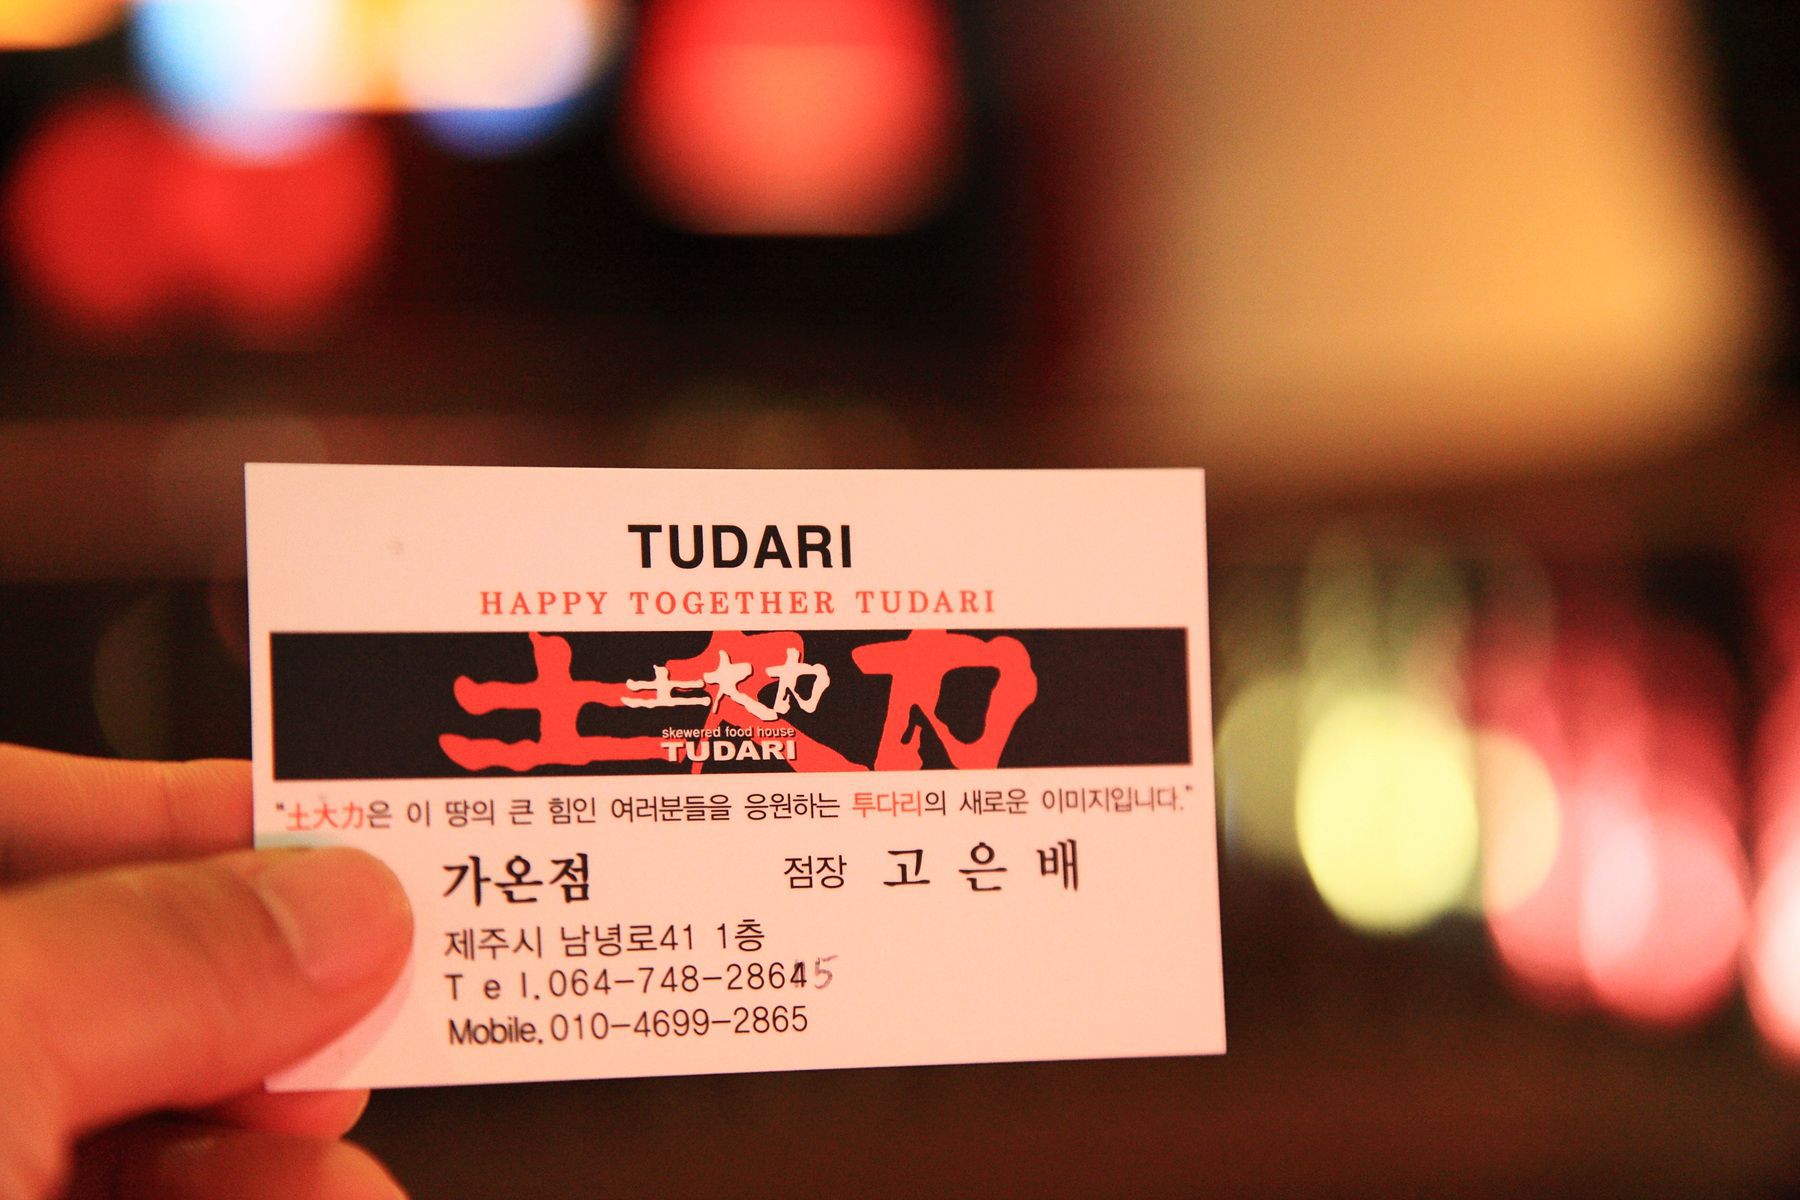 TUDARI
HAPPY TOGETHER TUDARI
土大力
土大力
skewered food house
TUDARI
"土大力은 이 땅의 큰 힘인 여러분들을 응원하는 투다리의 새로운 이미지입니다."
가온점 점장 고 은 배
제주시 남녕로41 1층
T e l.064-748-2864 5
Mobile.010-4699-2865